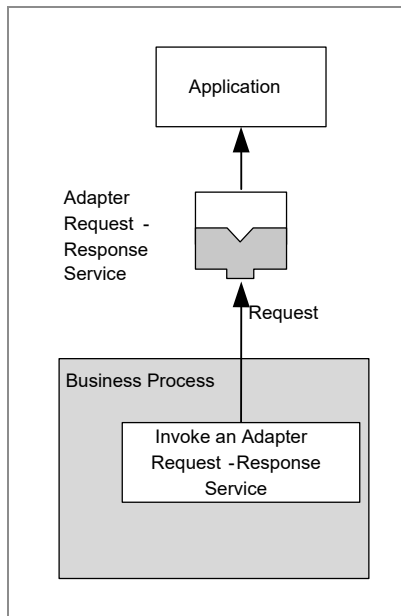 Application
Adapter
Request -
Response
Service
Request
Business Process
Invoke an Adapter
Request -Response
Service